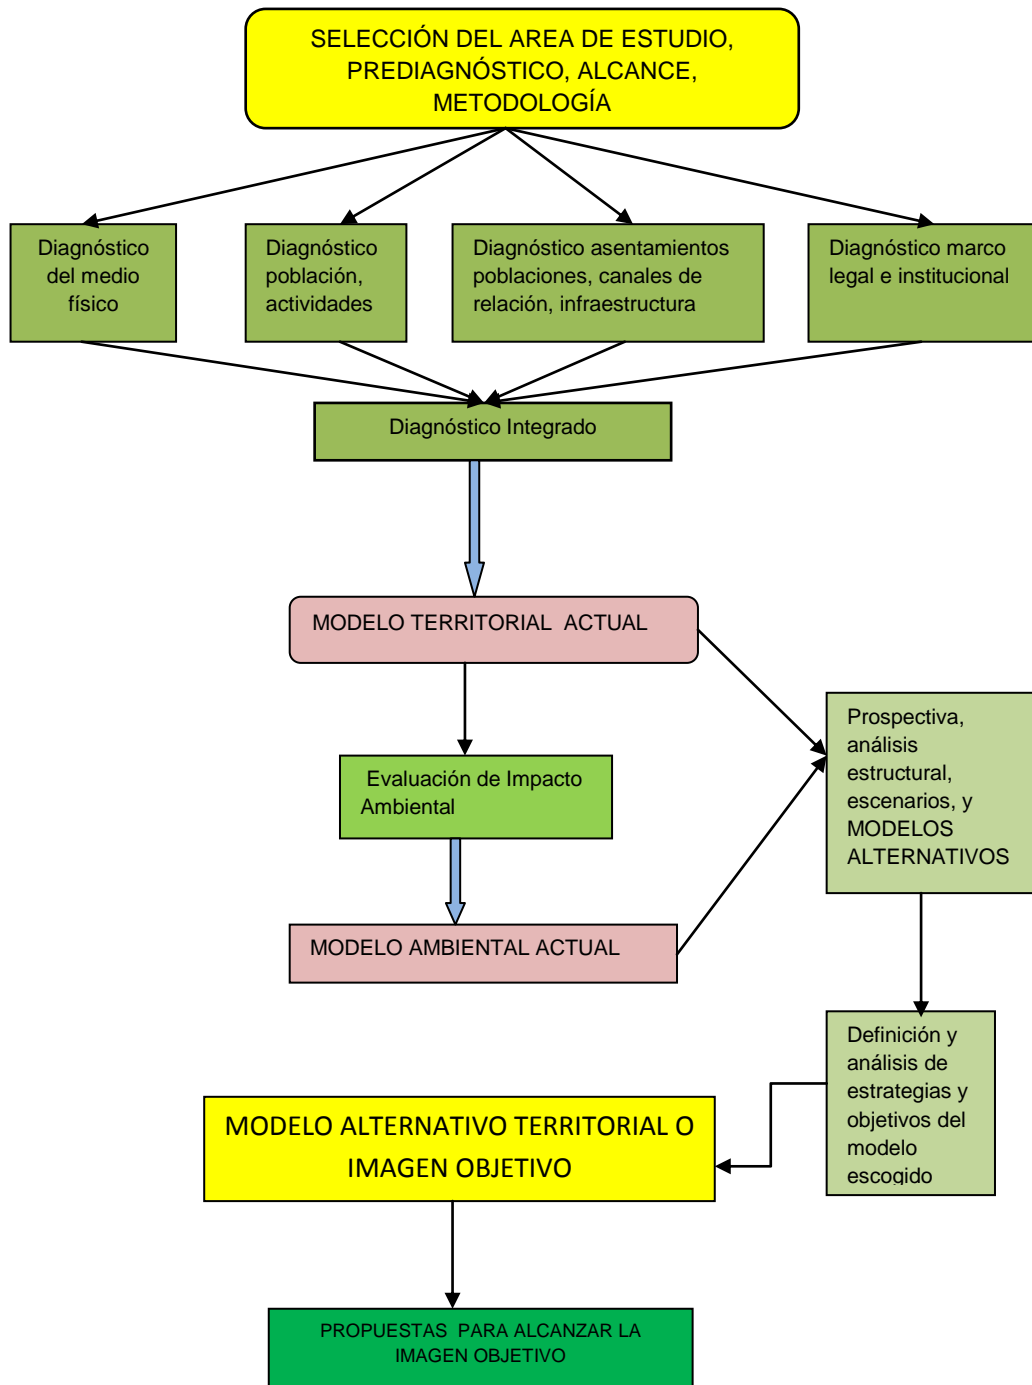 SELECCIÓN DEL AREA DE ESTUDIO,
PREDIAGNÓSTICO, ALCANCE,
METODOLOGÍA
Diagnóstico
del medio
físico
Diagnóstico
población,
actividades
Diagnóstico asentamientos
poblaciones, canales de
relación, infraestructura
Diagnóstico marco
legal e institucional
Diagnóstico Integrado
MODELO TERRITORIAL ACTUAL
Prospectiva,
análisis
estructural,
escenarios, y
MODELOS
ALTERNATIVOS
Evaluación de Impacto
Ambiental
MODELO AMBIENTAL ACTUAL
Definición y
análisis de
estrategias y
objetivos del
modelo
escogido
MODELO ALTERNATIVO TERRITORIAL O
IMAGEN OBJETIVO
PROPUESTAS PARA ALCANZAR LA
IMAGEN OBJETIVO